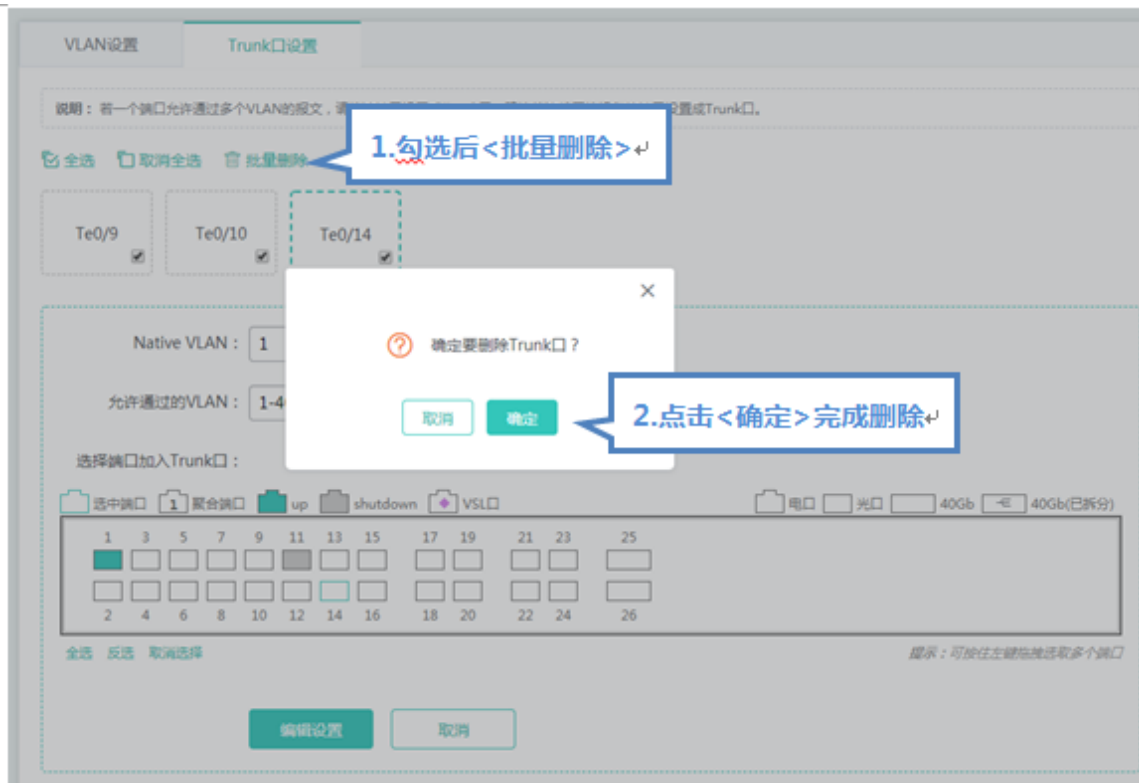 VLAN设置 Trunk口设置
说明：若一个端口允许通过多个VLAN的报文，设置成Trunk口。
1.勾选后<批量删除>↵
全选 取消全选 批量删除
Te0/9 Te0/10 Te0/14
确定要删除Trunk口？
Native VLAN： 1
允许通过的VLAN： 1-4
取消 确定
2.点击<确定>完成删除↵
选择端口加入Trunk口：
选中端口 1 聚合端口 up shutdown VSL口 电口 光口 40Gb 40Gb(已拆分)
1 3 5 7 9 11 13 15 17 19 21 23 25
2 4 6 8 10 12 14 16 18 20 22 24 26
全选 反选 取消选择 提示：可按住左键拖拽选取多个端口
编辑设置 取消